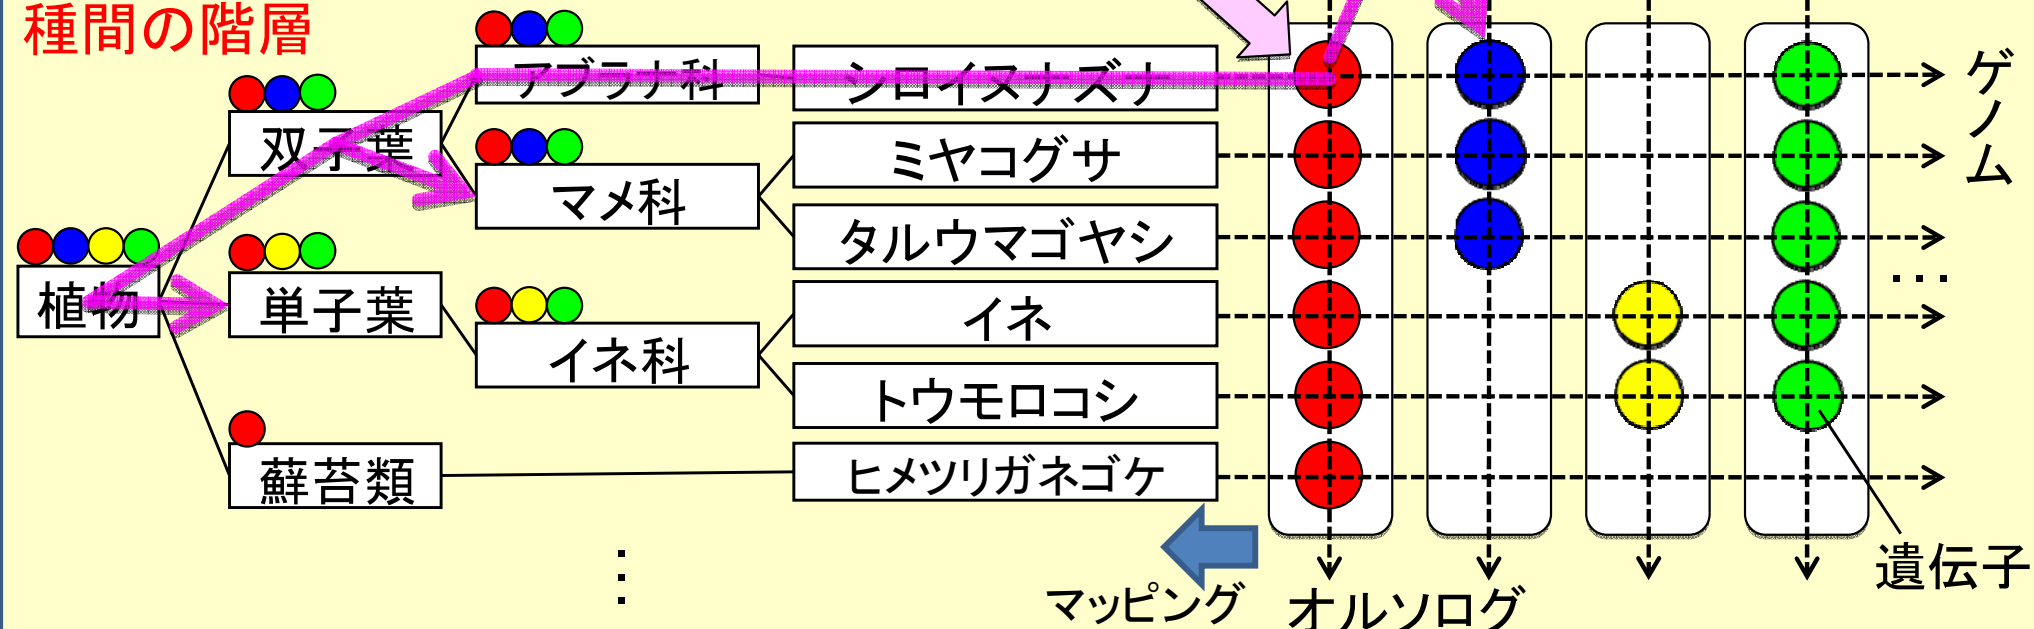 種間の階層
アブラナ科
シロイヌナズナ
ゲノム
双子葉
ミヤコグサ
マメ科
タルウマゴヤシ
植物
単子葉
イネ
イネ科
トウモロコシ
蘚苔類
ヒメツリガネゴケ
遺伝子
マッピング
オルソログ